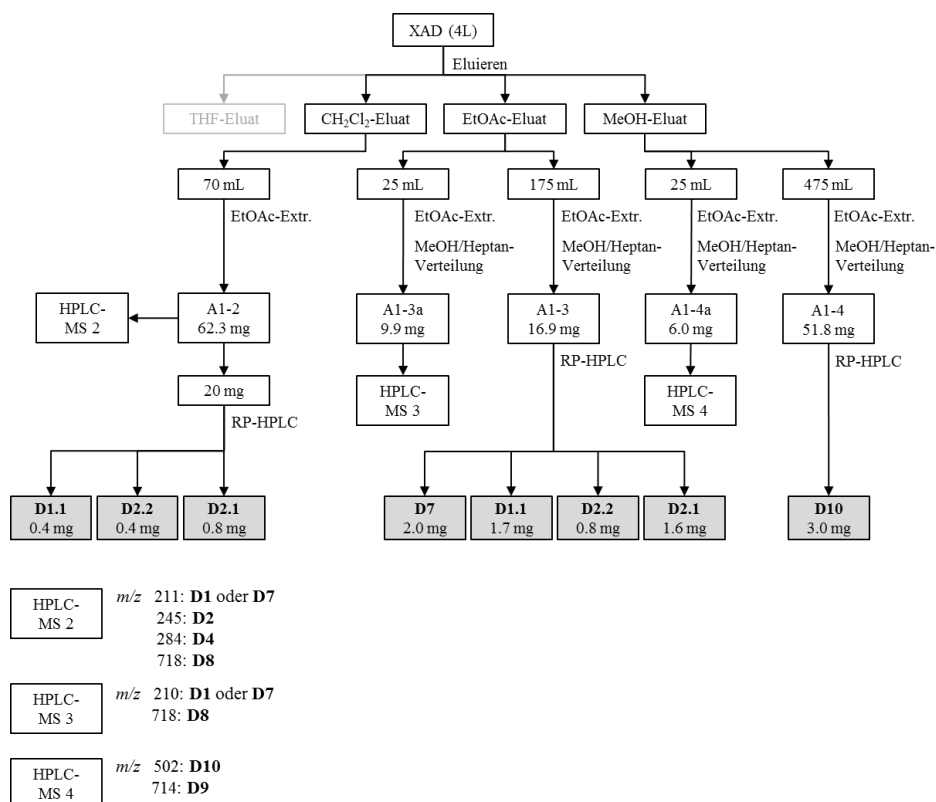 XAD (4L)
Eluieren
THF-Eluat
CH2Cl2-Eluat
EtOAc-Eluat
MeOH-Eluat
70 mL
25 mL
175 mL
25 mL
475 mL
EtOAc-Extr.
EtOAc-Extr.
MeOH/Heptan-
Verteilung
EtOAc-Extr.
MeOH/Heptan-
Verteilung
EtOAc-Extr.
MeOH/Heptan-
Verteilung
EtOAc-Extr.
MeOH/Heptan-
Verteilung
HPLC-
MS 2
A1-2
62.3 mg
A1-3a
9.9 mg
A1-3
16.9 mg
A1-4a
6.0 mg
A1-4
51.8 mg
20 mg
HPLC-
MS 3
RP-HPLC
HPLC-
MS 4
RP-HPLC
RP-HPLC
D1.1
0.4 mg
D2.2
0.4 mg
D2.1
0.8 mg
D7
2.0 mg
D1.1
1.7 mg
D2.2
0.8 mg
D2.1
1.6 mg
D10
3.0 mg
HPLC-
MS 2
m/z 211: D1 oder D7
245: D2
284: D4
718: D8
HPLC-
MS 3
m/z 210: D1 oder D7
718: D8
HPLC-
MS 4
m/z 502: D10
714: D9